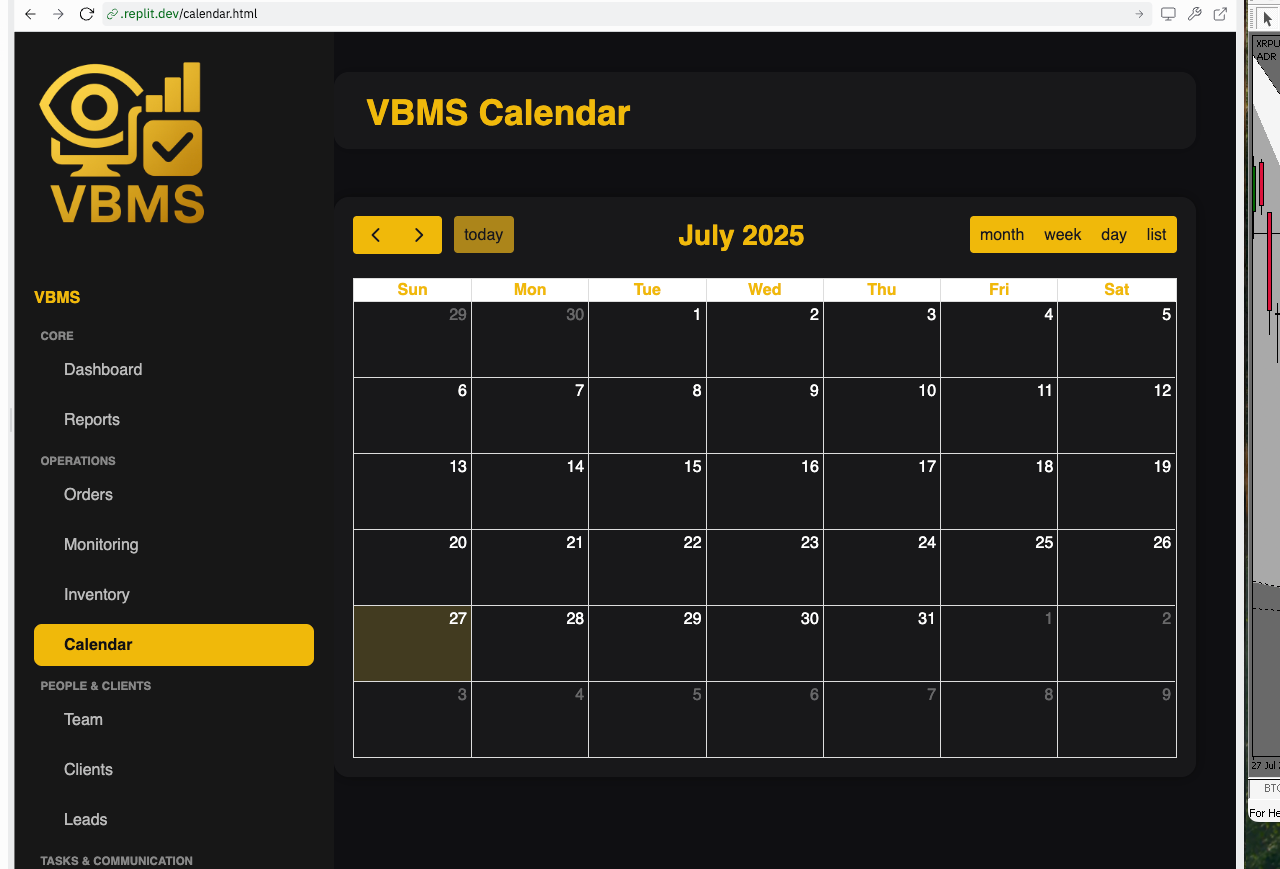 .replit.dev/calendar.html
VBMS
VBMS
CORE
Dashboard
Reports
OPERATIONS
Orders
Monitoring
Inventory
Calendar
PEOPLE & CLIENTS
Team
Clients
Leads
TASKS & COMMUNICATION
VBMS Calendar
today
July 2025
month week day list
Sun Mon Tue Wed Thu Fri Sat
29 30 1 2 3 4 5
6 7 8 9 10 11 12
13 14 15 16 17 18 19
20 21 22 23 24 25 26
27 28 29 30 31 1 2
3 4 5 6 7 8 9
XRPU
ADR
27 Jul
BTC
For He